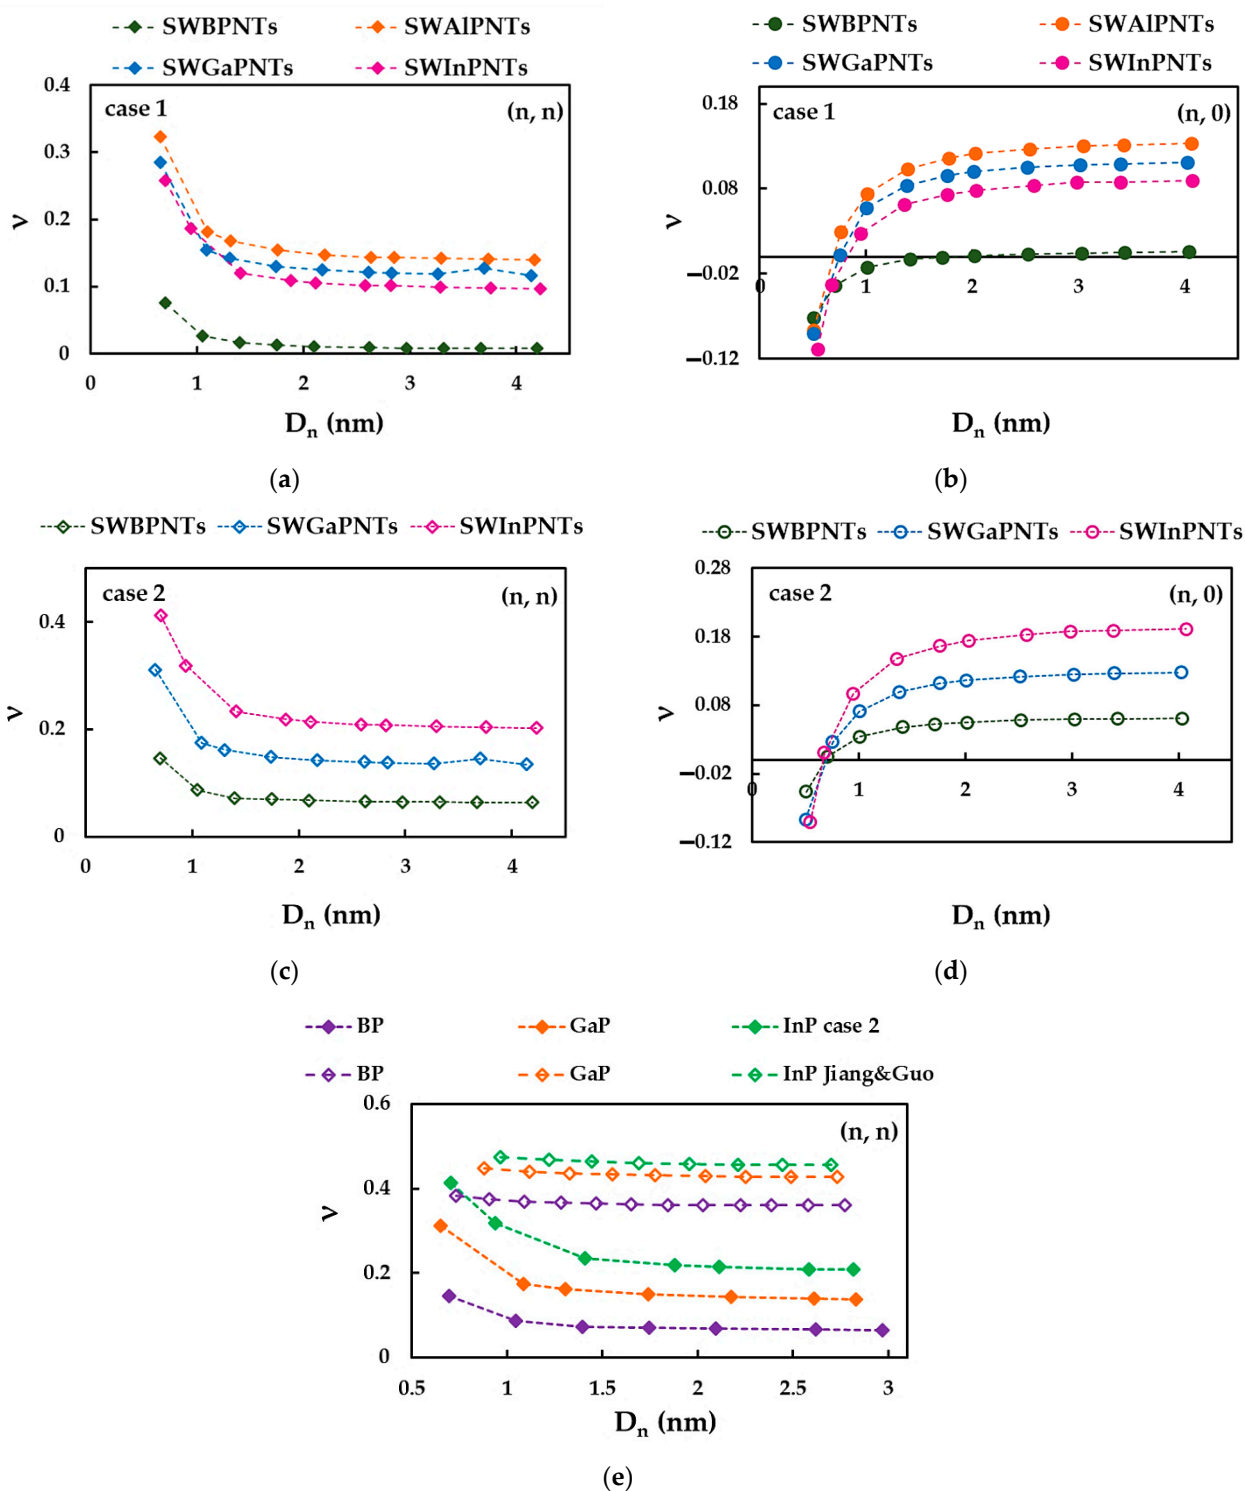 SWBPNTs SWAlPNTs
SWGaPNTs SWInPNTs
0.4
case 1 (n, n)
0.3
0.2
ν
0.1
0
0 1 2 3 4
Dn (nm)
(a)
SWBPNTs SWAlPNTs
SWGaPNTs SWInPNTs
0.18
case 1 (n, 0)
0.08
ν
−0.02
0 1 2 3 4
−0.12
Dn (nm)
(b)
SWBPNTs SWGaPNTs SWInPNTs
case 2 (n, n)
0.4
ν
0.2
0
0 1 2 3 4
Dn (nm)
(c)
SWBPNTs SWGaPNTs SWInPNTs
0.28
case 2 (n, 0)
0.18
ν
0.08
−0.02
0 1 2 3 4
−0.12
Dn (nm)
(d)
BP GaP InP case 2
BP GaP InP Jiang&Guo
0.6
(n, n)
0.4
ν
0.2
0
0.5 1 1.5 2 2.5 3
Dn (nm)
(e)